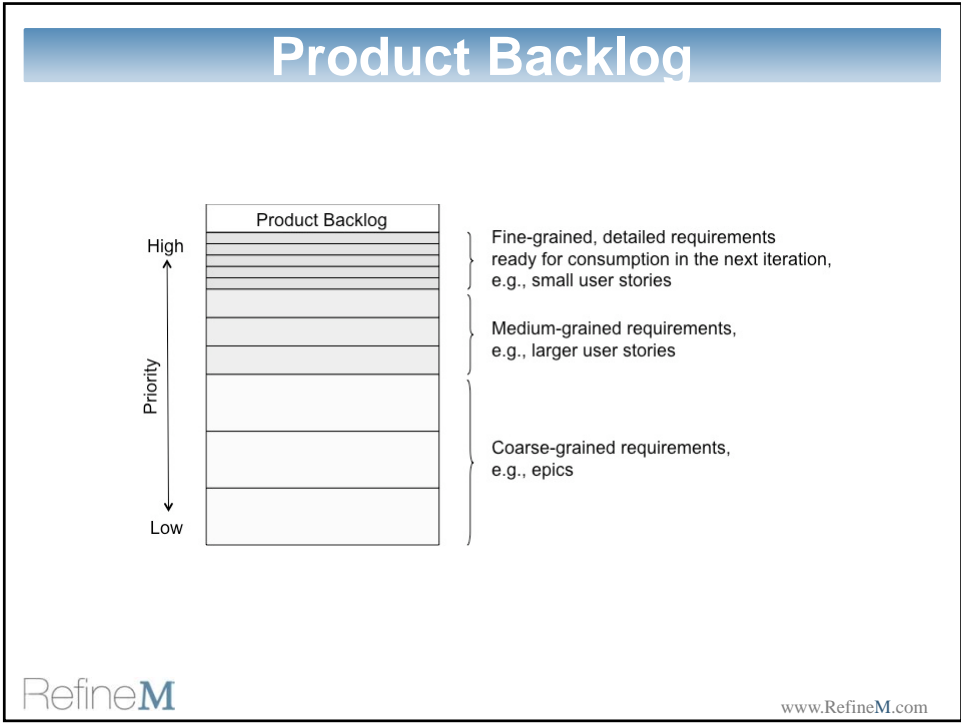 Product Backlog
Product Backlog
High
Fine-grained, detailed requirements
ready for consumption in the next iteration,
e.g., small user stories
Medium-grained requirements,
e.g., larger user stories
Priority
Coarse-grained requirements,
e.g., epics
Low
RefineM
www.RefineM.com